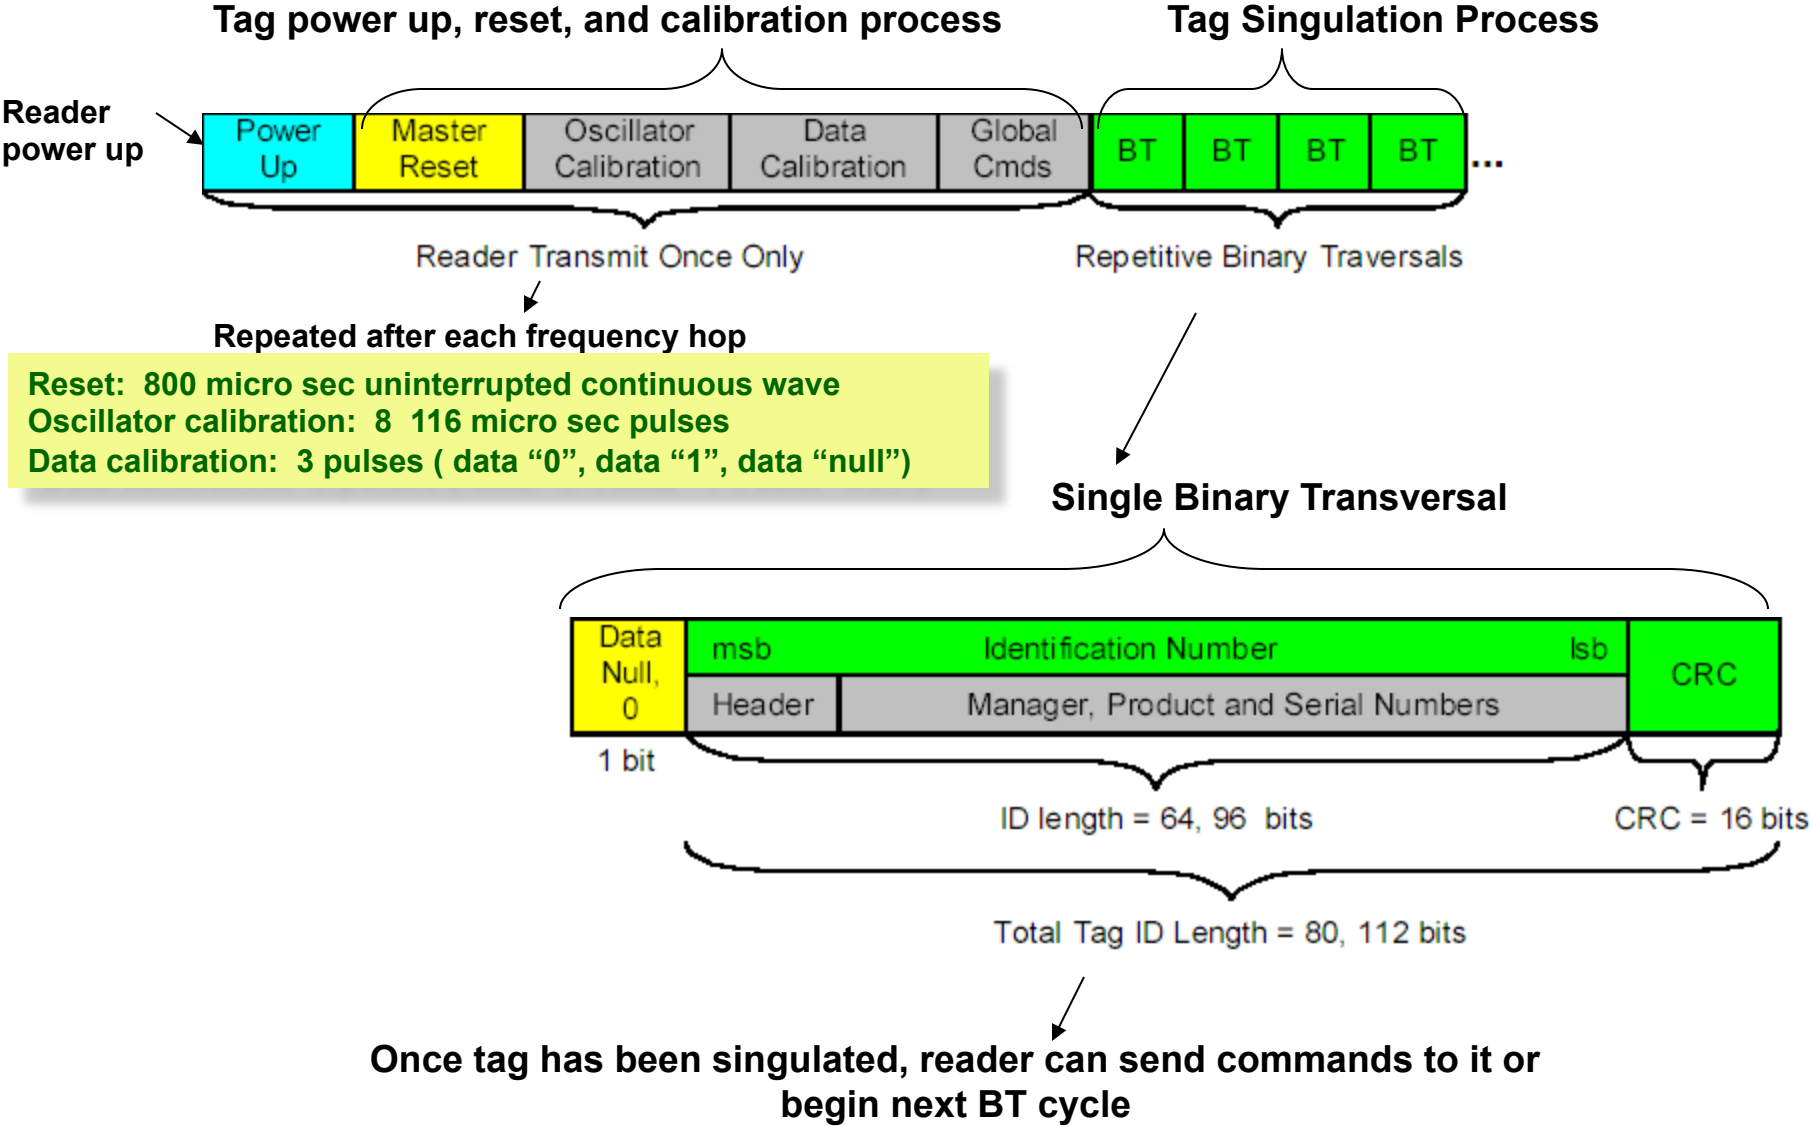 Tag power up, reset, and calibration process
Tag Singulation Process
Reader
power up
Power
Up
Master
Reset
Oscillator
Calibration
Data
Calibration
Global
Cmds
BT
BT
BT
BT
...
Reader Transmit Once Only
Repetitive Binary Traversals
Repeated after each frequency hop
Reset:  800 micro sec uninterrupted continuous wave
Oscillator calibration:  8  116 micro sec pulses
Data calibration:  3 pulses ( data “0”, data “1”, data “null”)
Single Binary Transversal
Data
Null,
0
msb
Identification Number
lsb
CRC
Header
Manager, Product and Serial Numbers
1 bit
ID length = 64, 96  bits
CRC = 16 bits
Total Tag ID Length = 80, 112 bits
Once tag has been singulated, reader can send commands to it or
begin next BT cycle